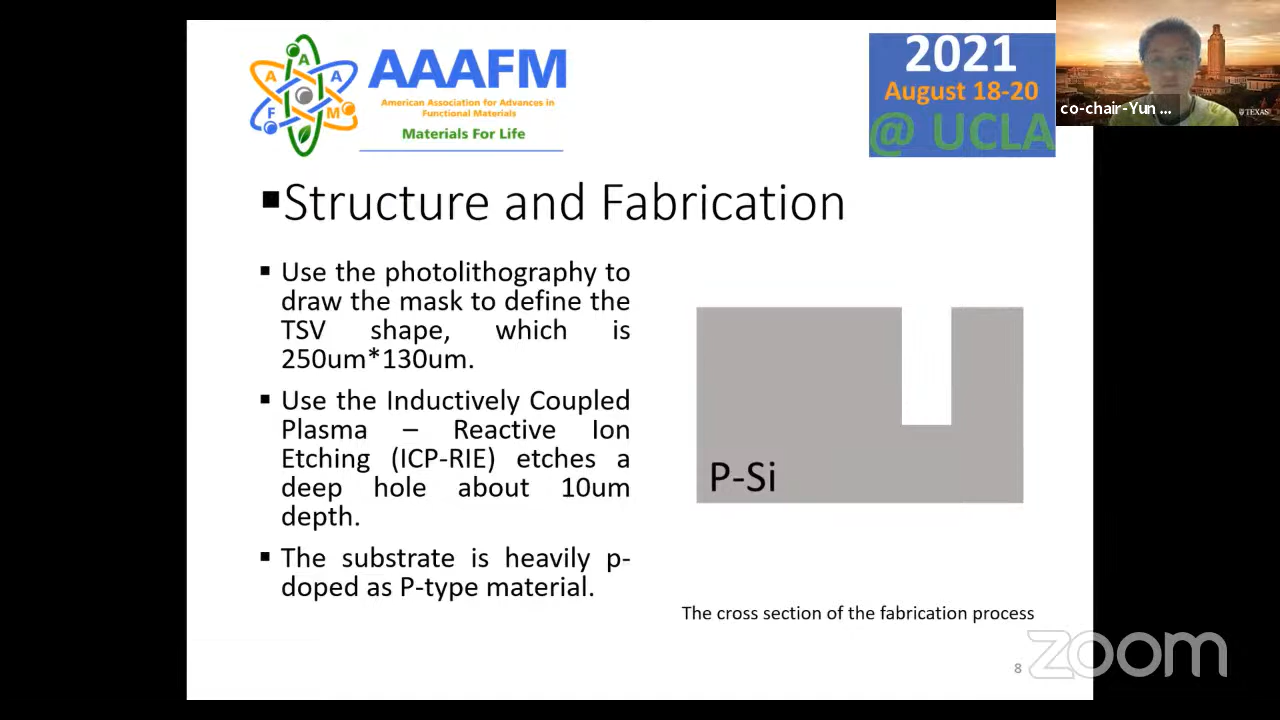 A
A
A
F
M
AAAFM
American Association for Advances in
Functional Materials
Materials For Life
2021
August 18-20
@ UCLA
co-chair-Yun ...
TEXAS
▪Structure and Fabrication
▪ Use the photolithography to
draw the mask to define the
TSV shape, which is
250um*130um.
▪ Use the Inductively Coupled
Plasma – Reactive Ion
Etching (ICP-RIE) etches a
deep hole about 10um
depth.
▪ The substrate is heavily p-
doped as P-type material.
P-Si
The cross section of the fabrication process
8
zoom